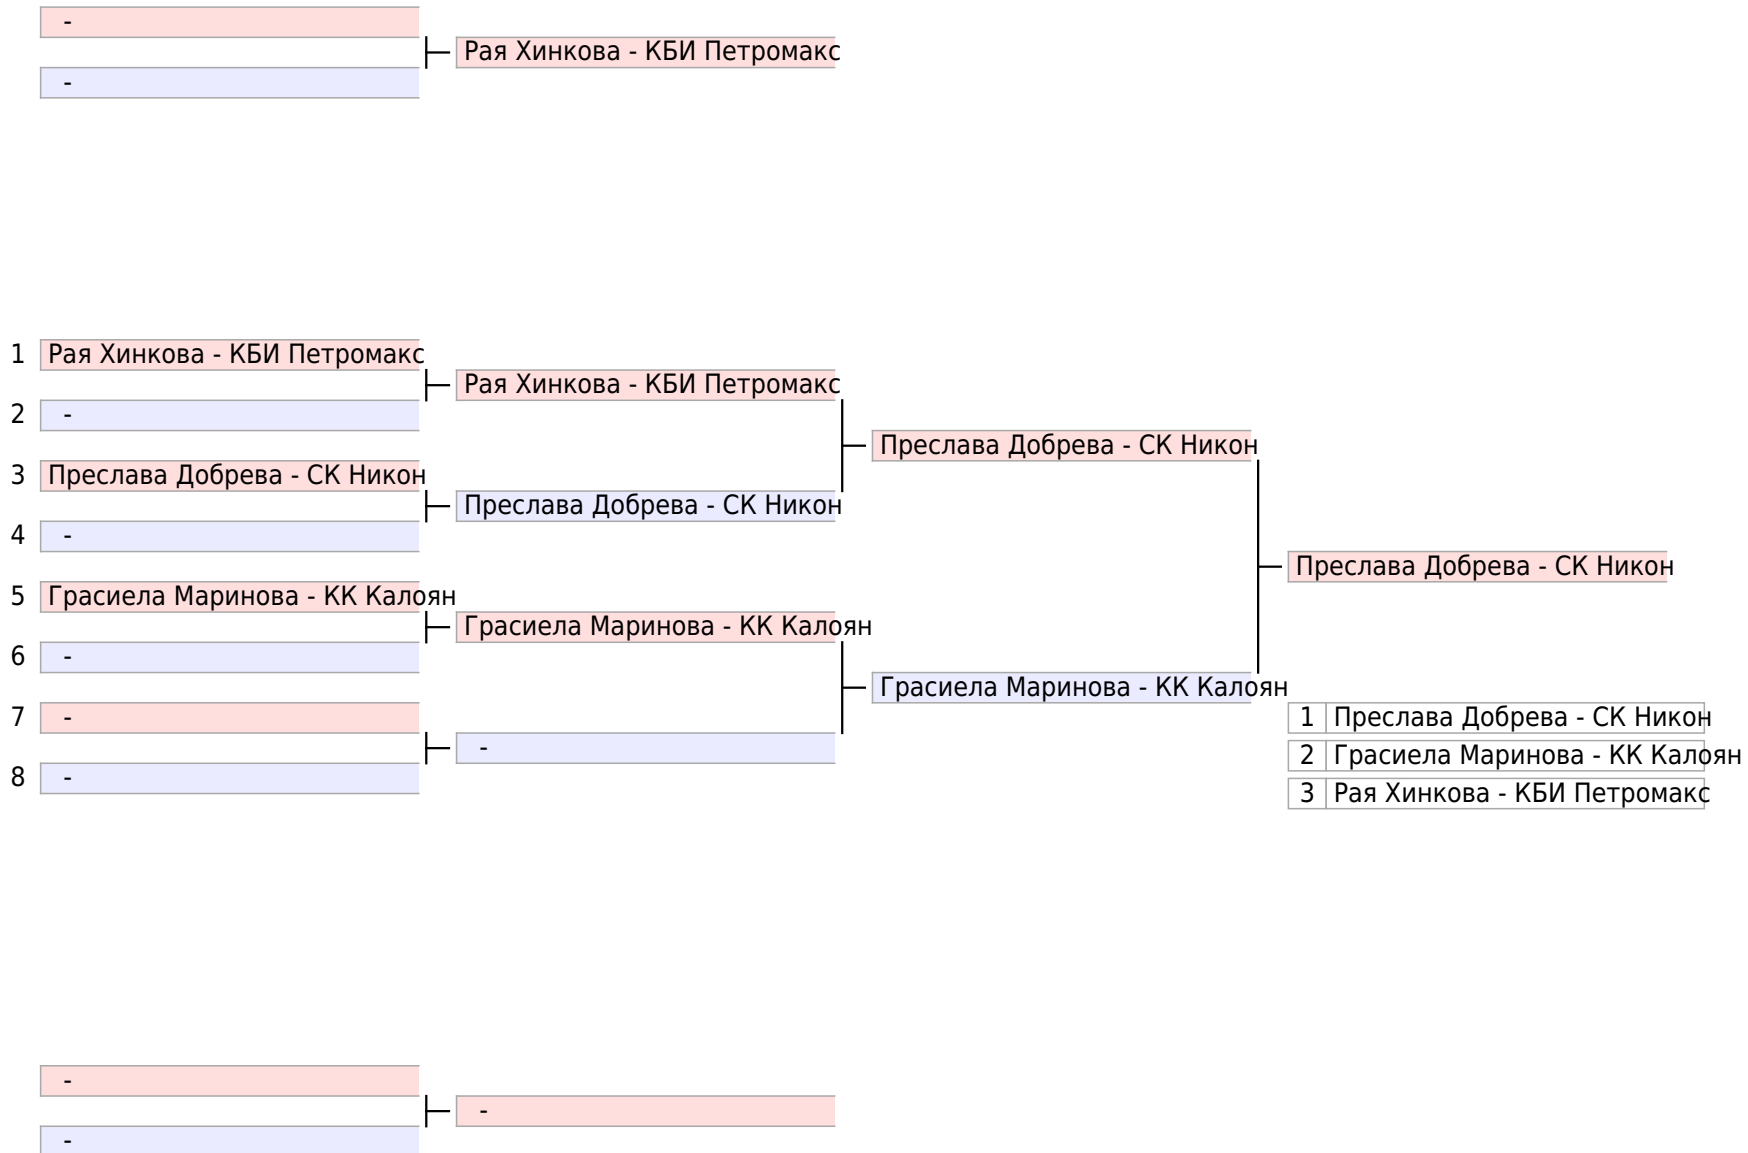 -
Рая Хинкова - КБИ Петромакс
-
1 Рая Хинкова - КБИ Петромакс
Рая Хинкова - КБИ Петромакс
2 -
Преслава Добрева - СК Никон
3 Преслава Добрева - СК Никон
Преслава Добрева - СК Никон
4 -
Преслава Добрева - СК Никон
5 Грасиела Маринова - КК Калоян
Грасиела Маринова - КК Калоян
6 -
Грасиела Маринова - КК Калоян
7 -
1 Преслава Добрева - СК Никон
-
2 Грасиела Маринова - КК Калоян
8 -
3 Рая Хинкова - КБИ Петромакс
-
-
-